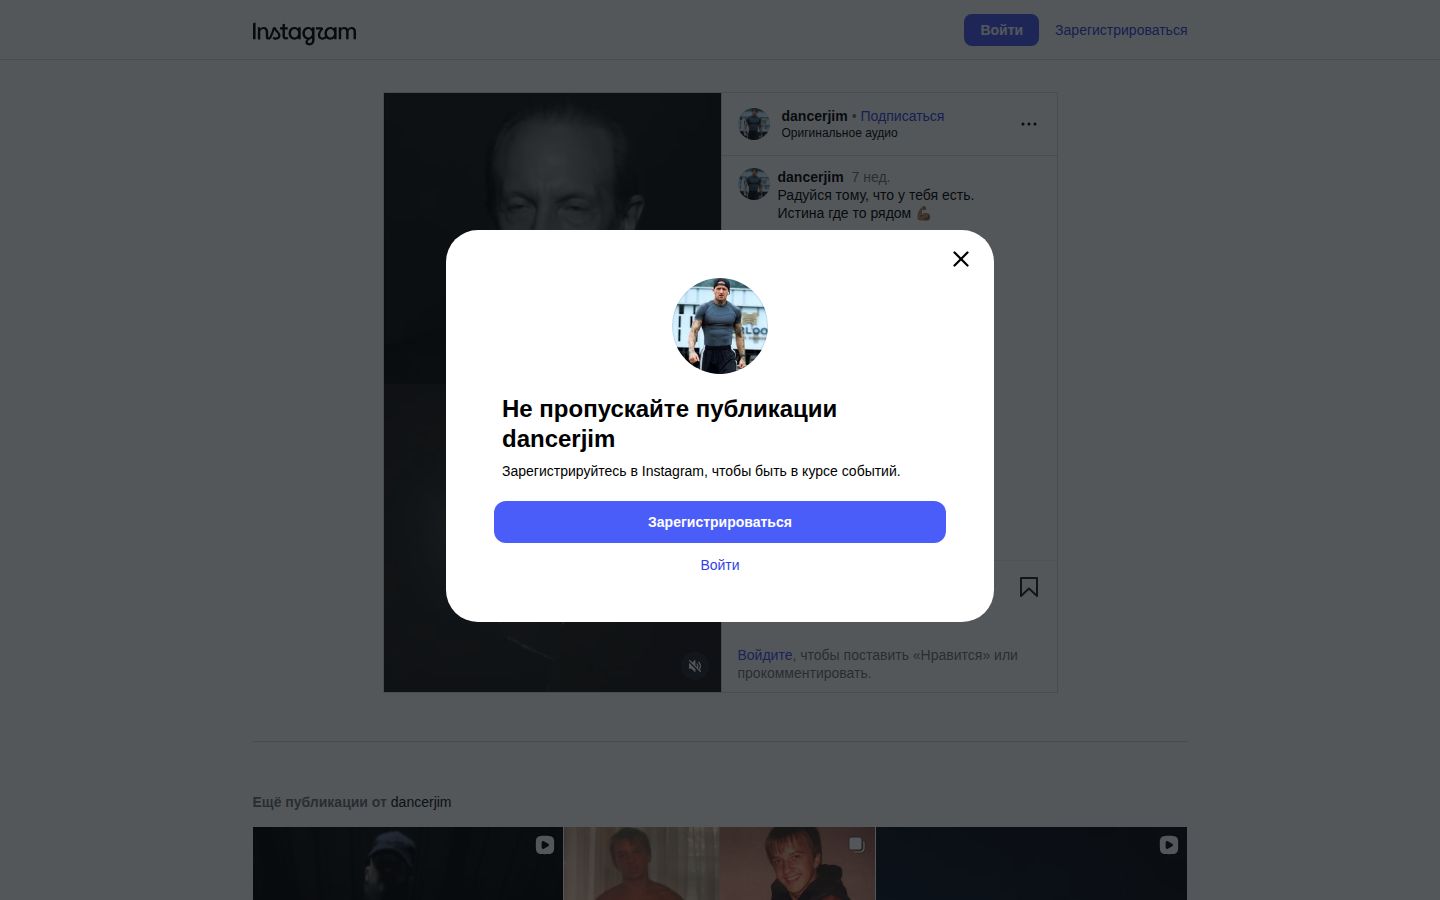 Instagram
Войти
Зарегистрироваться
dancerjim • Подписаться
Оригинальное аудио
dancerjim 7 нед.
Радуйся тому, что у тебя есть.
Истина где то рядом 💪🏽
Не пропускайте публикации
dancerjim
Зарегистрируйтесь в Instagram, чтобы быть в курсе событий.
Зарегистрироваться
Войти
Войдите, чтобы поставить «Нравится» или
прокомментировать.
Ещё публикации от dancerjim